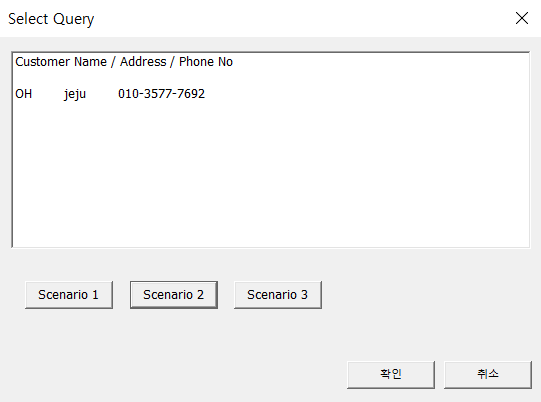 Select Query
Customer Name / Address / Phone No
OH jeju 010-3577-7692
Scenario 1 Scenario 2 Scenario 3
확인 취소